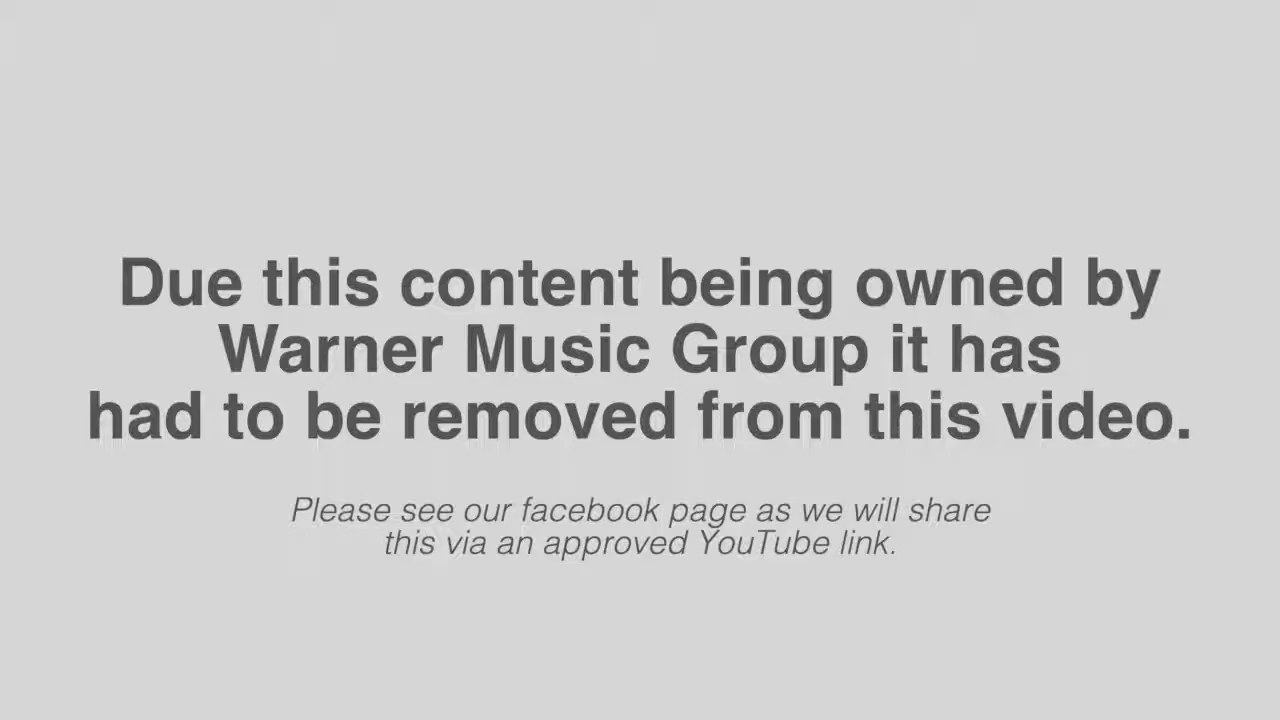 Due this content being owned by
Warner Music Group it has
had to be removed from this video.
Please see our facebook page as we will share
this via an approved YouTube link.